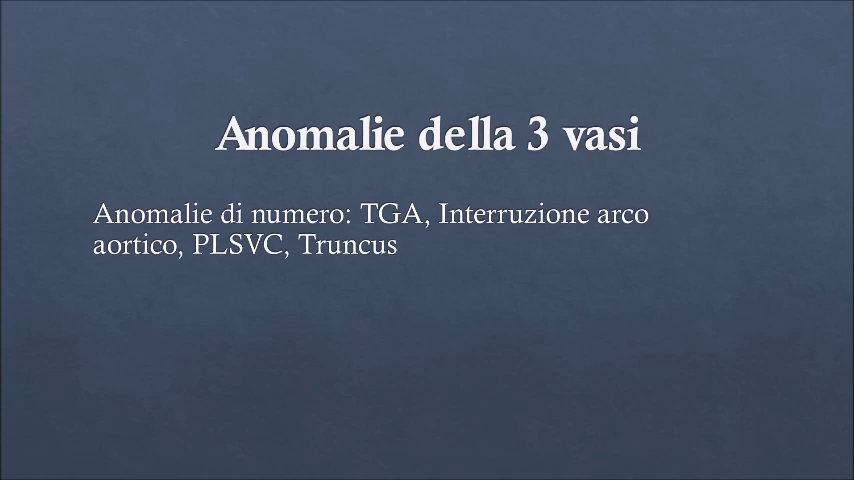 Anomalie della 3 vasi
Anomalie di numero: TGA, Interruzione arco
aortico, PLSVC, Truncus